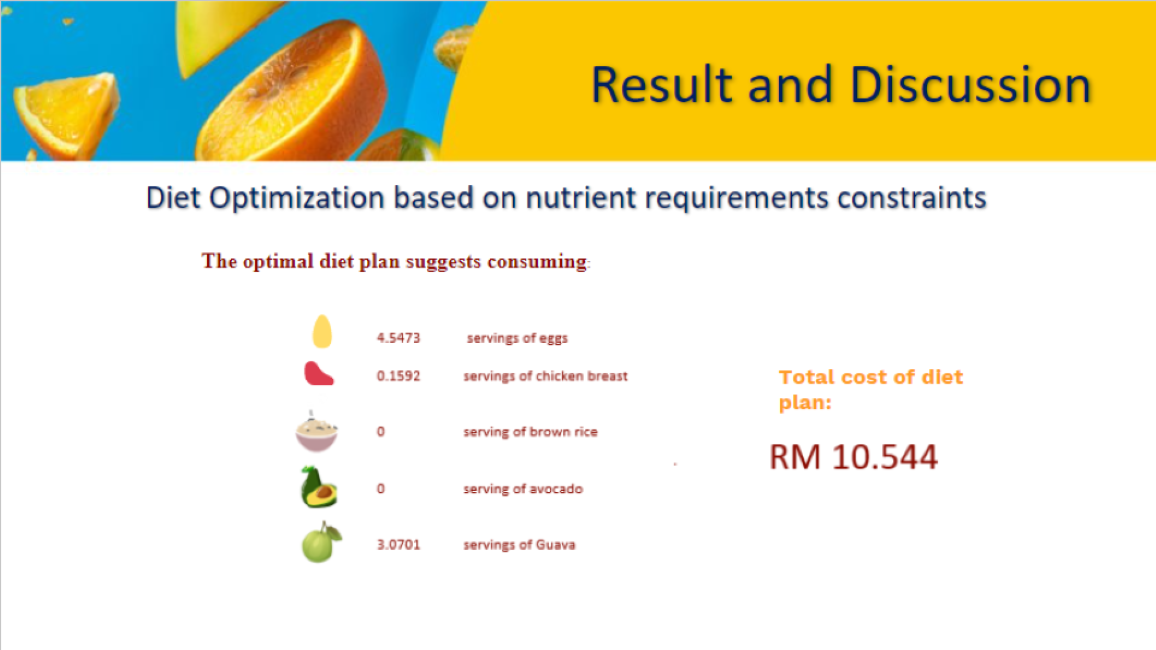 Result and Discussion
Diet Optimization based on nutrient requirements constraints
The optimal diet plan suggests consuming:
4.5473 servings of eggs
0.1592 servings of chicken breast
0 serving of brown rice
0 serving of avocado
3.0701 servings of Guava
Total cost of diet
plan:
RM 10.544